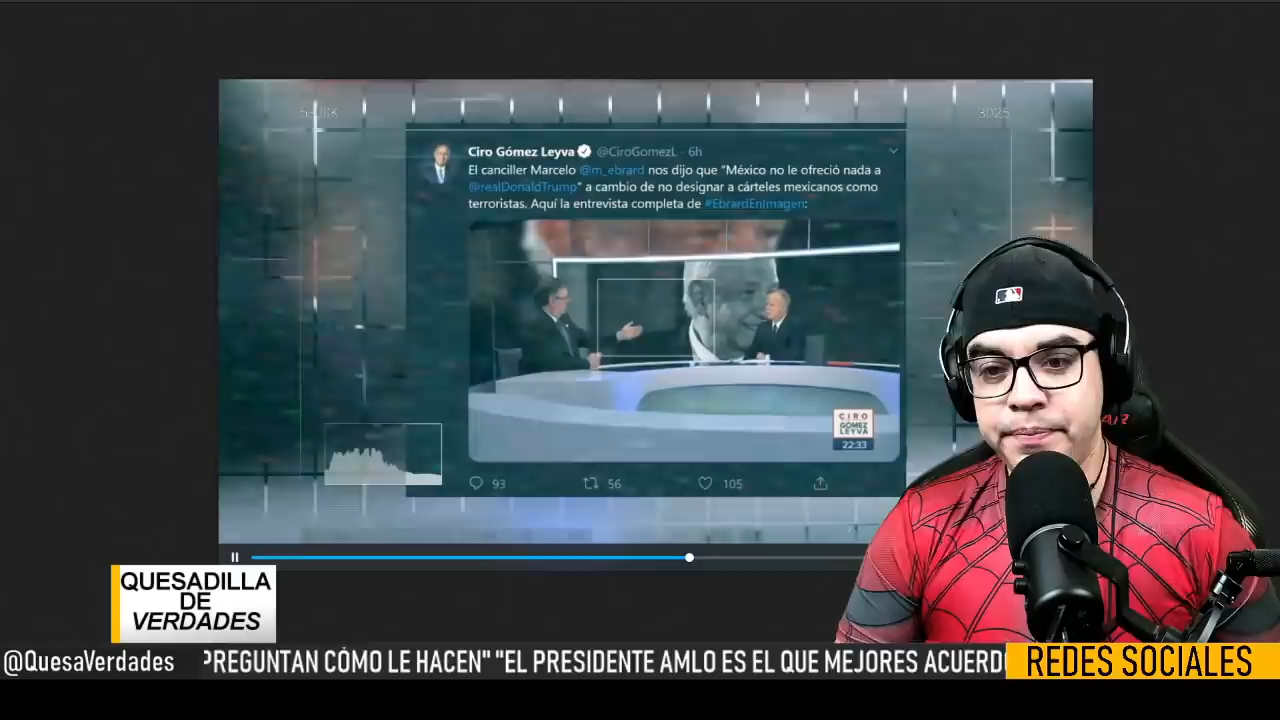 3025
Ciro Gómez Leyva @CiroGomezL · 6h
El canciller Marcelo @m_ebrard nos dijo que "México no le ofreció nada a
@realDonaldTrump" a cambio de no designar a cárteles mexicanos como
terroristas. Aquí la entrevista completa de #EbrardEnImagen:
CIRO
GÓMEZ
LEYVA
22:33
93 56 105
QUESADILLA
DE
VERDADES
@QuesaVerdades PREGUNTAN CÓMO LE HACEN" "EL PRESIDENTE AMLO ES EL QUE MEJORES ACUERDO REDES SOCIALES